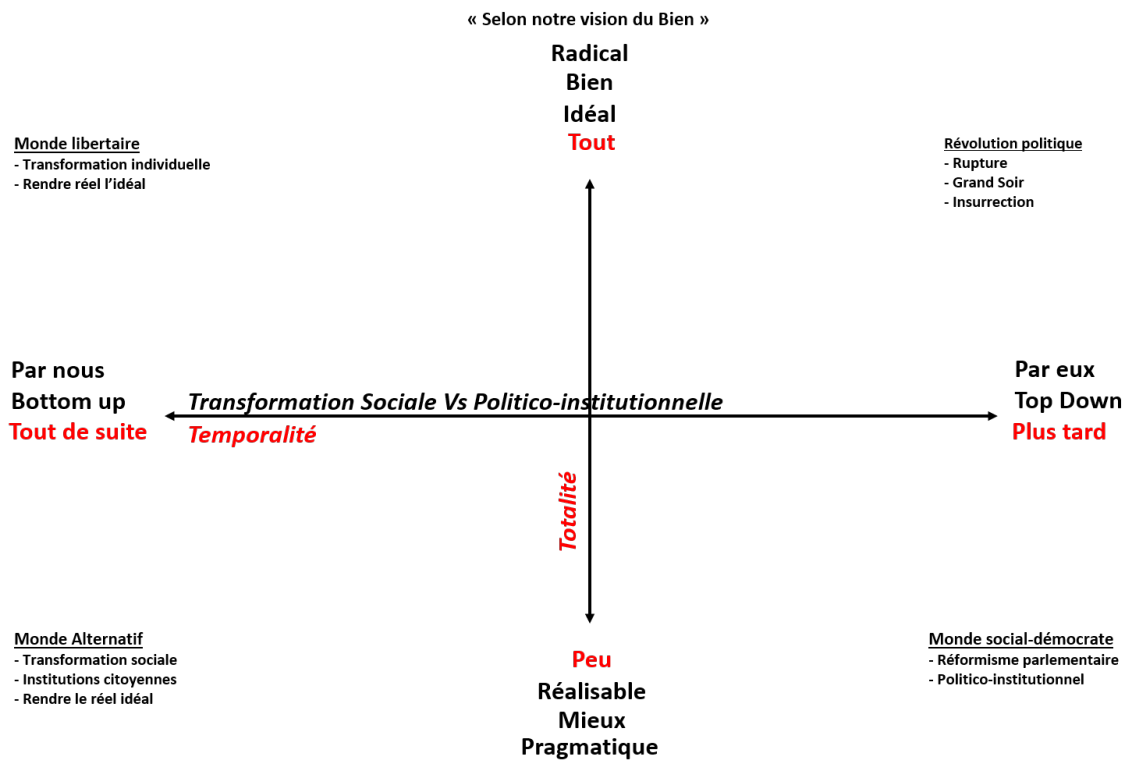 « Selon notre vision du Bien »
Radical
Bien
Idéal
Tout
Monde libertaire
- Transformation individuelle
- Rendre réel l’idéal
Révolution politique
- Rupture
- Grand Soir
- Insurrection
Par nous
Bottom up
Tout de suite
Transformation Sociale Vs Politico-institutionnelle
Temporalité
Par eux
Top Down
Plus tard
Totalité
Monde Alternatif
- Transformation sociale
- Institutions citoyennes
- Rendre le réel idéal
Peu
Réalisable
Mieux
Pragmatique
Monde social-démocrate
- Réformisme parlementaire
- Politico-institutionnel